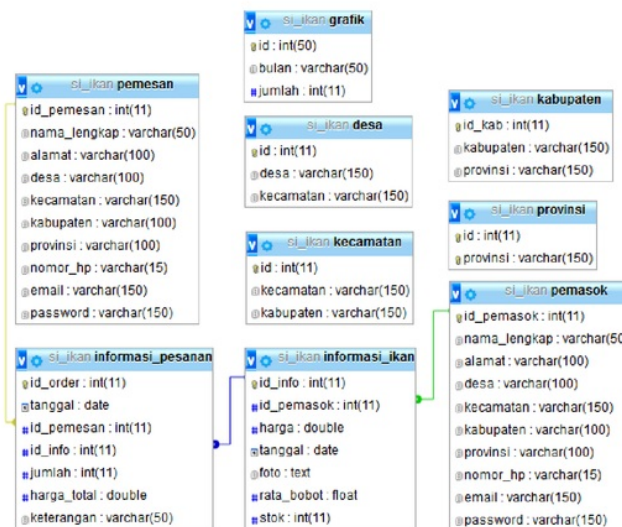 si_ikan grafik
id : int(50)
bulan : varchar(50)
jumlah : int(11)
si_ikan pemesan
id_pemesan : int(11)
nama_lengkap : varchar(50)
alamat : varchar(100)
desa : varchar(100)
kecamatan : varchar(150)
kabupaten : varchar(100)
provinsi : varchar(100)
nomor_hp : varchar(15)
email : varchar(150)
password : varchar(150)
si_ikan desa
id : int(11)
desa : varchar(150)
kecamatan : varchar(150)
si_ikan kabupaten
id_kab : int(11)
kabupaten : varchar(150)
provinsi : varchar(150)
si_ikan kecamatan
id : int(11)
kecamatan : varchar(150)
kabupaten : varchar(150)
si_ikan provinsi
id : int(11)
provinsi : varchar(150)
si_ikan informasi_pesanan
id_order : int(11)
tanggal : date
id_pemesan : int(11)
id_info : int(11)
jumlah : int(11)
harga_total : double
keterangan : varchar(50)
si_ikan informasi_ikan
id_info : int(11)
id_pemasok : int(11)
harga : double
tanggal : date
foto : text
rata_bobot : float
stok : int(11)
si_ikan pemasok
id_pemasok : int(11)
nama_lengkap : varchar(50
alamat : varchar(100)
desa : varchar(100)
kecamatan : varchar(150)
kabupaten : varchar(100)
provinsi : varchar(100)
nomor_hp : varchar(15)
email : varchar(150)
password : varchar(150)